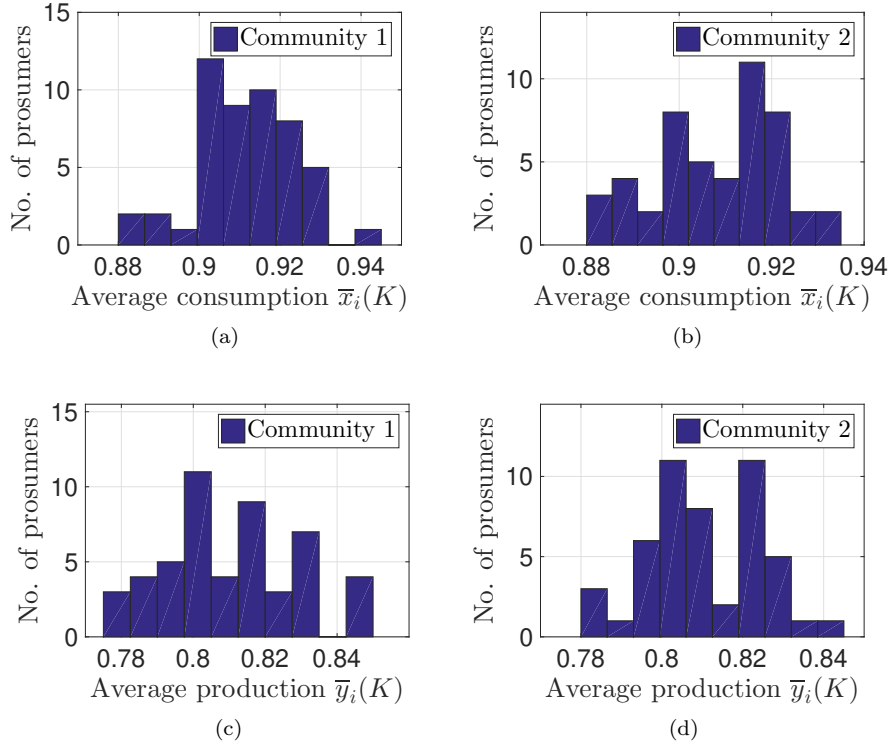 15
10
5
0
No. of prosumers
Community 1
0.88 0.9 0.92 0.94
Average consumption x̅ᵢ(K)
(a)
10
5
0
No. of prosumers
Community 2
0.88 0.9 0.92 0.94
Average consumption x̅ᵢ(K)
(b)
15
10
5
0
No. of prosumers
Community 1
0.78 0.8 0.82 0.84
Average production y̅ᵢ(K)
(c)
10
5
0
No. of prosumers
Community 2
0.78 0.8 0.82 0.84
Average production y̅ᵢ(K)
(d)